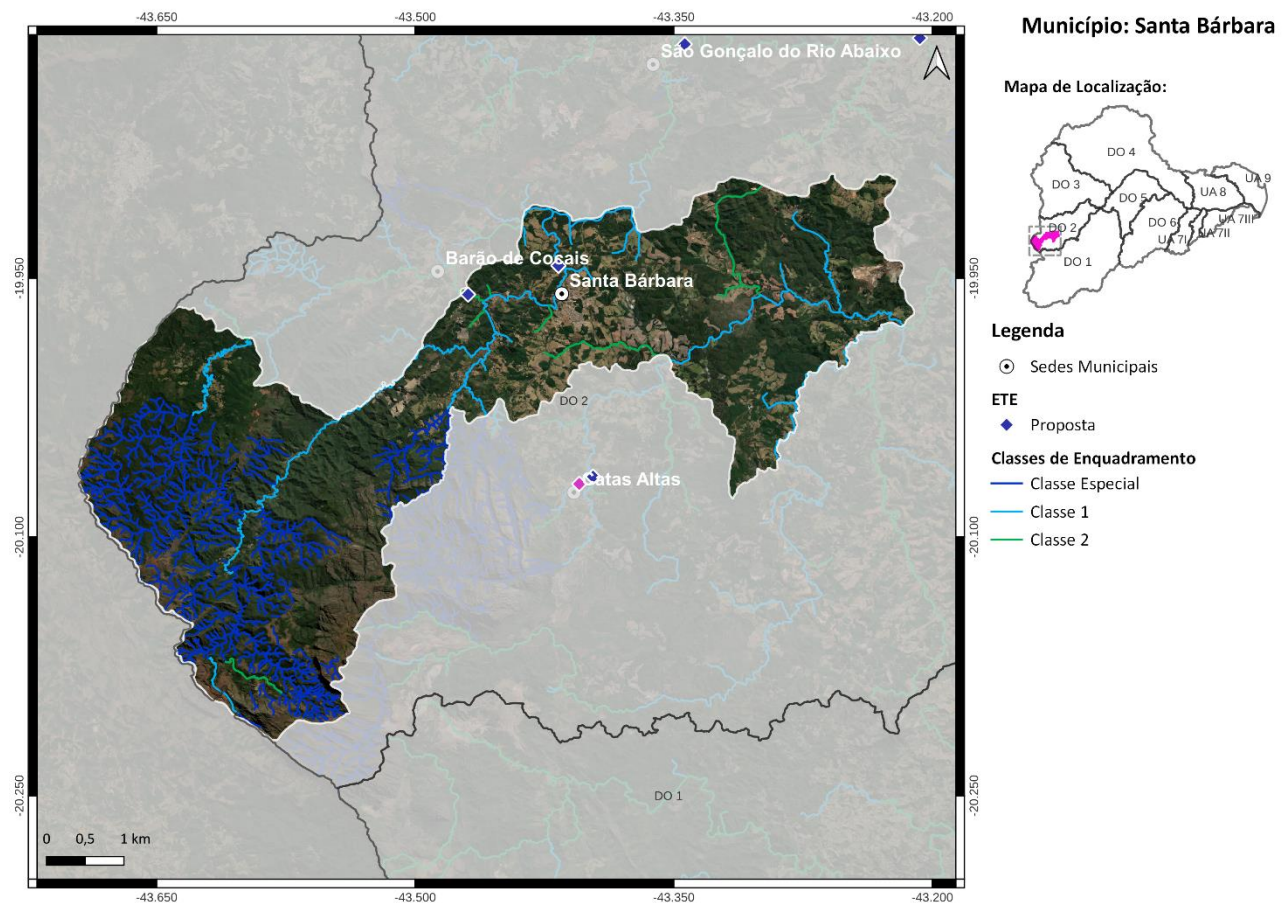 -43.650
-43.500
-43.350
-43.200
Município: Santa Bárbara
São Gonçalo do Rio Abaixo
Mapa de Localização:
DO 4
DO 3
UA 9
UA 8
DO 5
DO 6
UA 7III
DO 2
UA 7II
UA 7I
DO 1
Barão de Cocais
Santa Bárbara
-19.950
-19.950
Legenda
Sedes Municipais
DO 2
ETE
Proposta
Classes de Enquadramento
Catas Altas
Classe Especial
Classe 1
Classe 2
-20.100
-20.100
-20.250
-20.250
DO 1
0 0,5 1 km
-43.650
-43.500
-43.350
-43.200